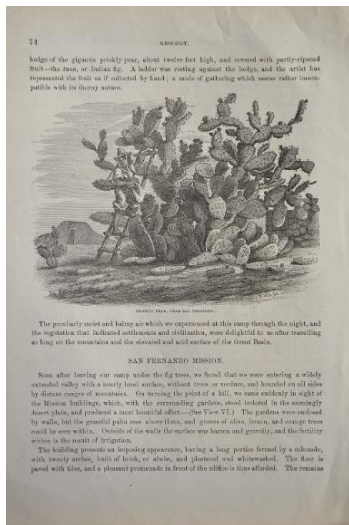 74
GEOLOGY.
hedge of the gigantic prickly pear, about twelve feet high, and covered with partly-ripened
fruit—the tuna, or Indian fig. A ladder was resting against the hedge, and the artist has
represented the fruit as if collected by hand; a mode of gathering which seems rather incom-
patible with its thorny nature.
PRICKLY PEAR, NEAR SAN FERNANDO.
The peculiarly moist and balmy air which we experienced at this camp through the night, and
the vegetation that indicated settlements and civilization, were delightful to us after travelling
so long on the mountains and the elevated and arid surface of the Great Basin.
SAN FERNANDO MISSION.
Soon after leaving our camp under the fig trees, we found that we were entering a widely
extended valley with a nearly level surface, without trees or verdure, and bounded on all sides
by distant ranges of mountains. On turning the point of a hill, we came suddenly in sight of
the Mission buildings, which, with the surrounding gardens, stood isolated in the seemingly
desert plain, and produced a most beautiful effect.—(See View VI.) The gardens were enclosed
by walls, but the graceful palm rose above them, and groves of olive, lemon, and orange trees
could be seen within. Outside of the walls the surface was barren and gravelly, and the fertility
within is the result of irrigation.
The building presents an imposing appearance, having a long portico formed by a colonnade,
with twenty arches, built of brick, or adobe, and plastered and whitewashed. The floor is
paved with tiles, and a pleasant promenade in front of the edifice is thus afforded. The remains